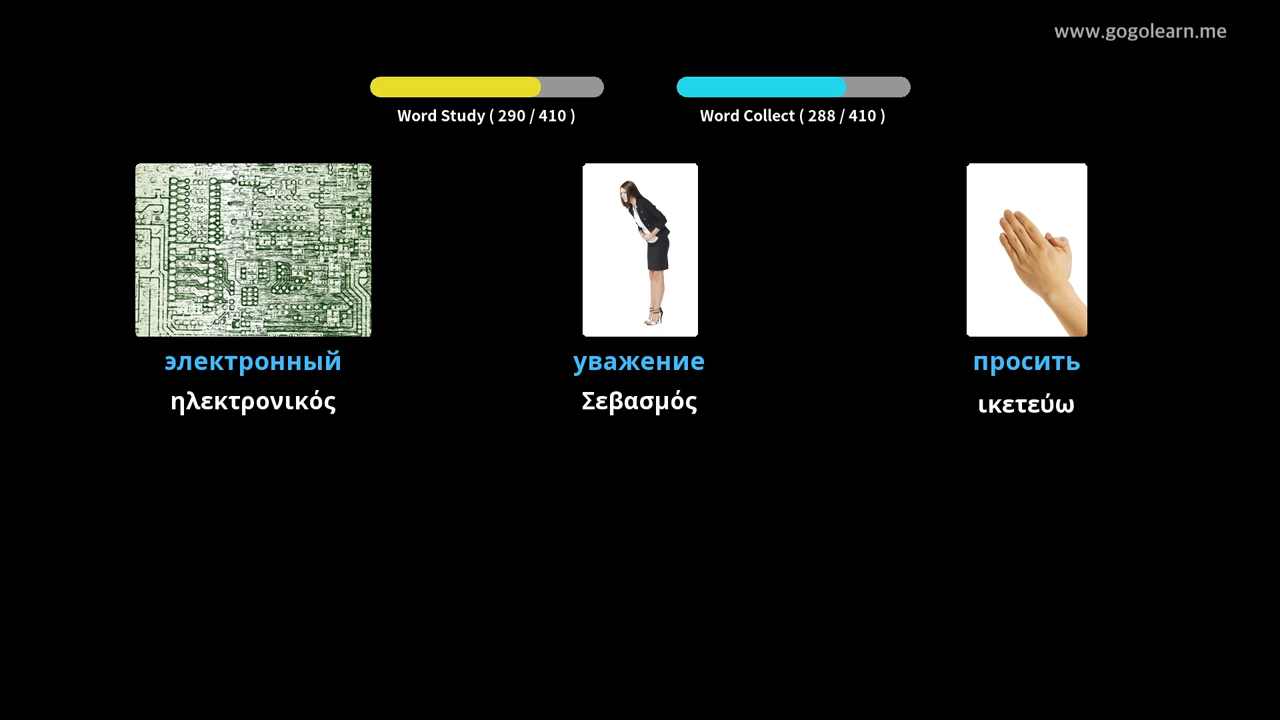 www.gogolearn.me
Word Study ( 290 / 410 )
Word Collect ( 288 / 410 )
электронный
уважение
просить
ηλεκτρονικός
Σεβασμός
ικετεύω